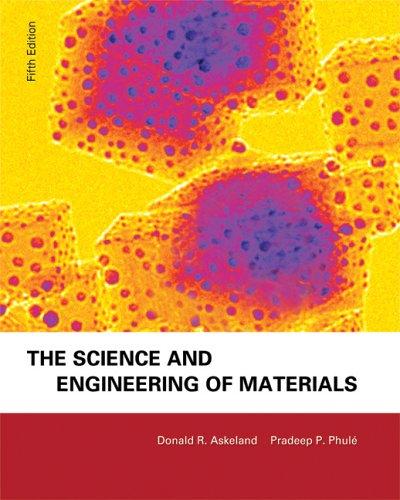 Fifth Edition
THE SCIENCE AND
ENGINEERING OF MATERIALS
Donald R. Askeland Pradeep P. Phulé